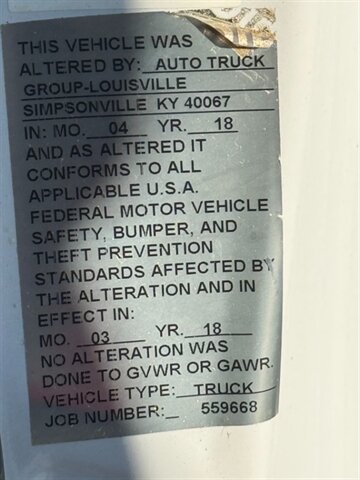 THIS VEHICLE WAS
ALTERED BY: AUTO TRUCK
GROUP-LOUISVILLE
SIMPSONVILLE KY 40067
IN: MO. 04 YR. 18
AND AS ALTERED IT
CONFORMS TO ALL
APPLICABLE U.S.A.
FEDERAL MOTOR VEHICLE
SAFETY, BUMPER, AND
THEFT PREVENTION
STANDARDS AFFECTED BY
THE ALTERATION AND IN
EFFECT IN:
MO. 03 YR. 18
NO ALTERATION WAS
DONE TO GVWR OR GAWR.
VEHICLE TYPE: TRUCK
JOB NUMBER: 559668